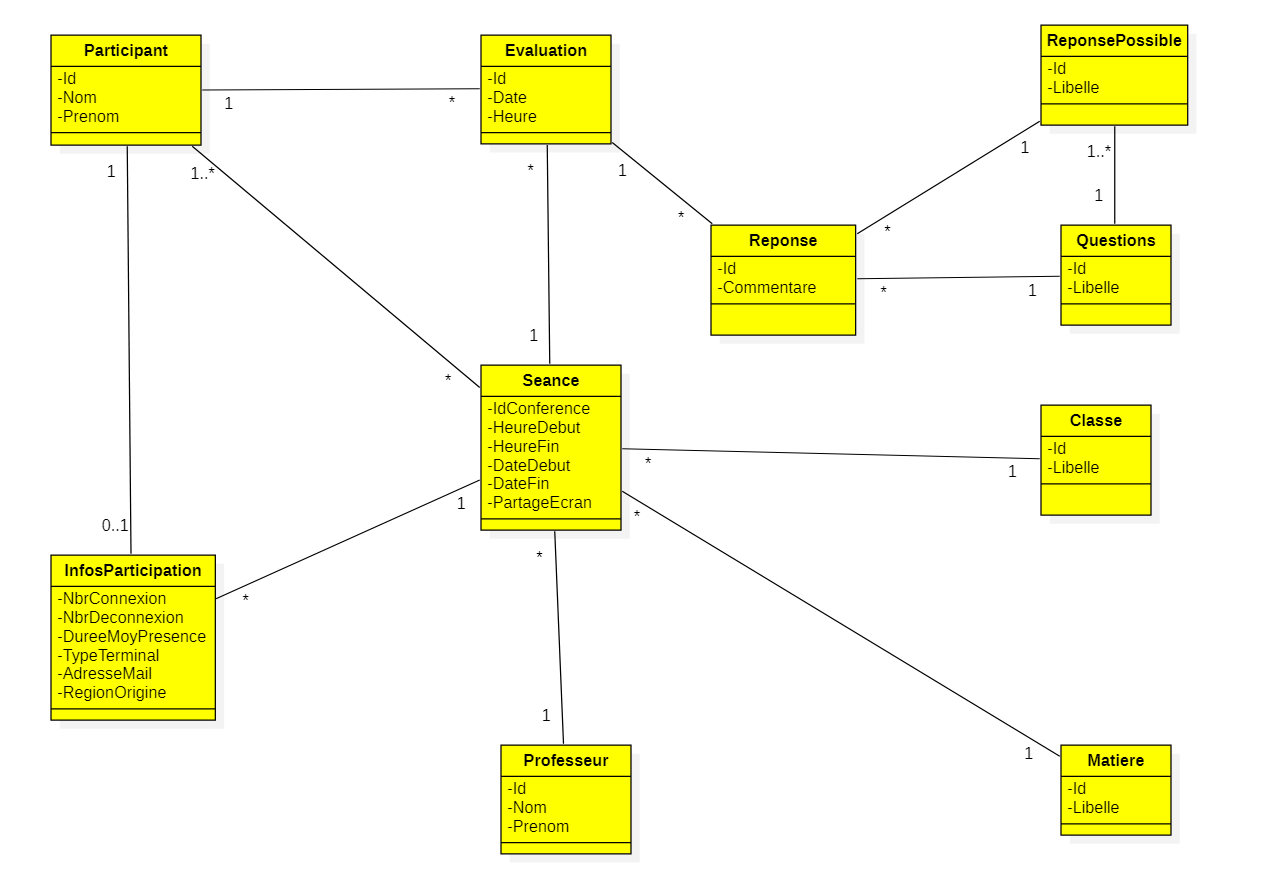 Participant
-Id
-Nom
-Prenom
1
*
Evaluation
-Id
-Date
-Heure
ReponsePossible
-Id
-Libelle
1
1..*
*
1
*
1
*
1..*
1
Reponse
-Id
-Commentare
*
1
Questions
-Id
-Libelle
1
*
Seance
-IdConference
-HeureDebut
-HeureFin
-DateDebut
-DateFin
-PartageEcran
*
1
Classe
-Id
-Libelle
0..1
1
*
*
*
InfosParticipation
-NbrConnexion
-NbrDeconnexion
-DureeMoyPresence
-TypeTerminal
-AdresseMail
-RegionOrigine
1
1
Professeur
-Id
-Nom
-Prenom
Matiere
-Id
-Libelle